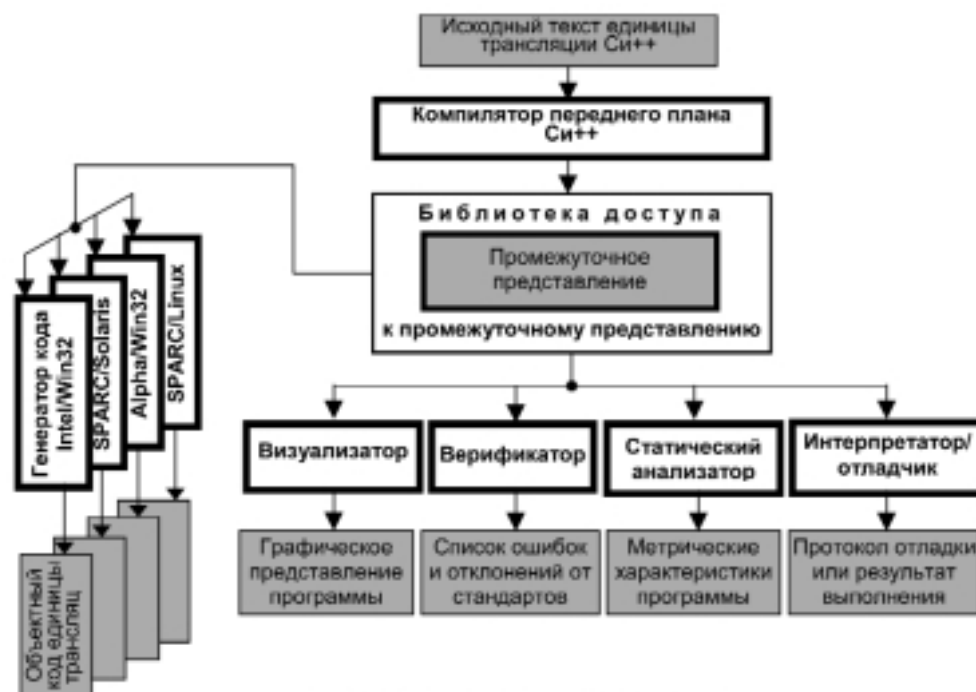 Исходный текст единицы
трансляции Си++
Компилятор переднего плана
Си++
Библиотека доступа
Промежуточное
представление
к промежуточному представлению
Генератор кода
Intel/Win32
SPARC/Solaris
Alpha/Win32
SPARC/Linux
Визуализатор
Верификатор
Статический
анализатор
Интерпретатор/
отладчик
Графическое
представление
программы
Список ошибок
и отклонений от
стандартов
Метрические
характеристики
программы
Протокол отладки
или результат
выполнения
Объектный
код единицы
трансляц